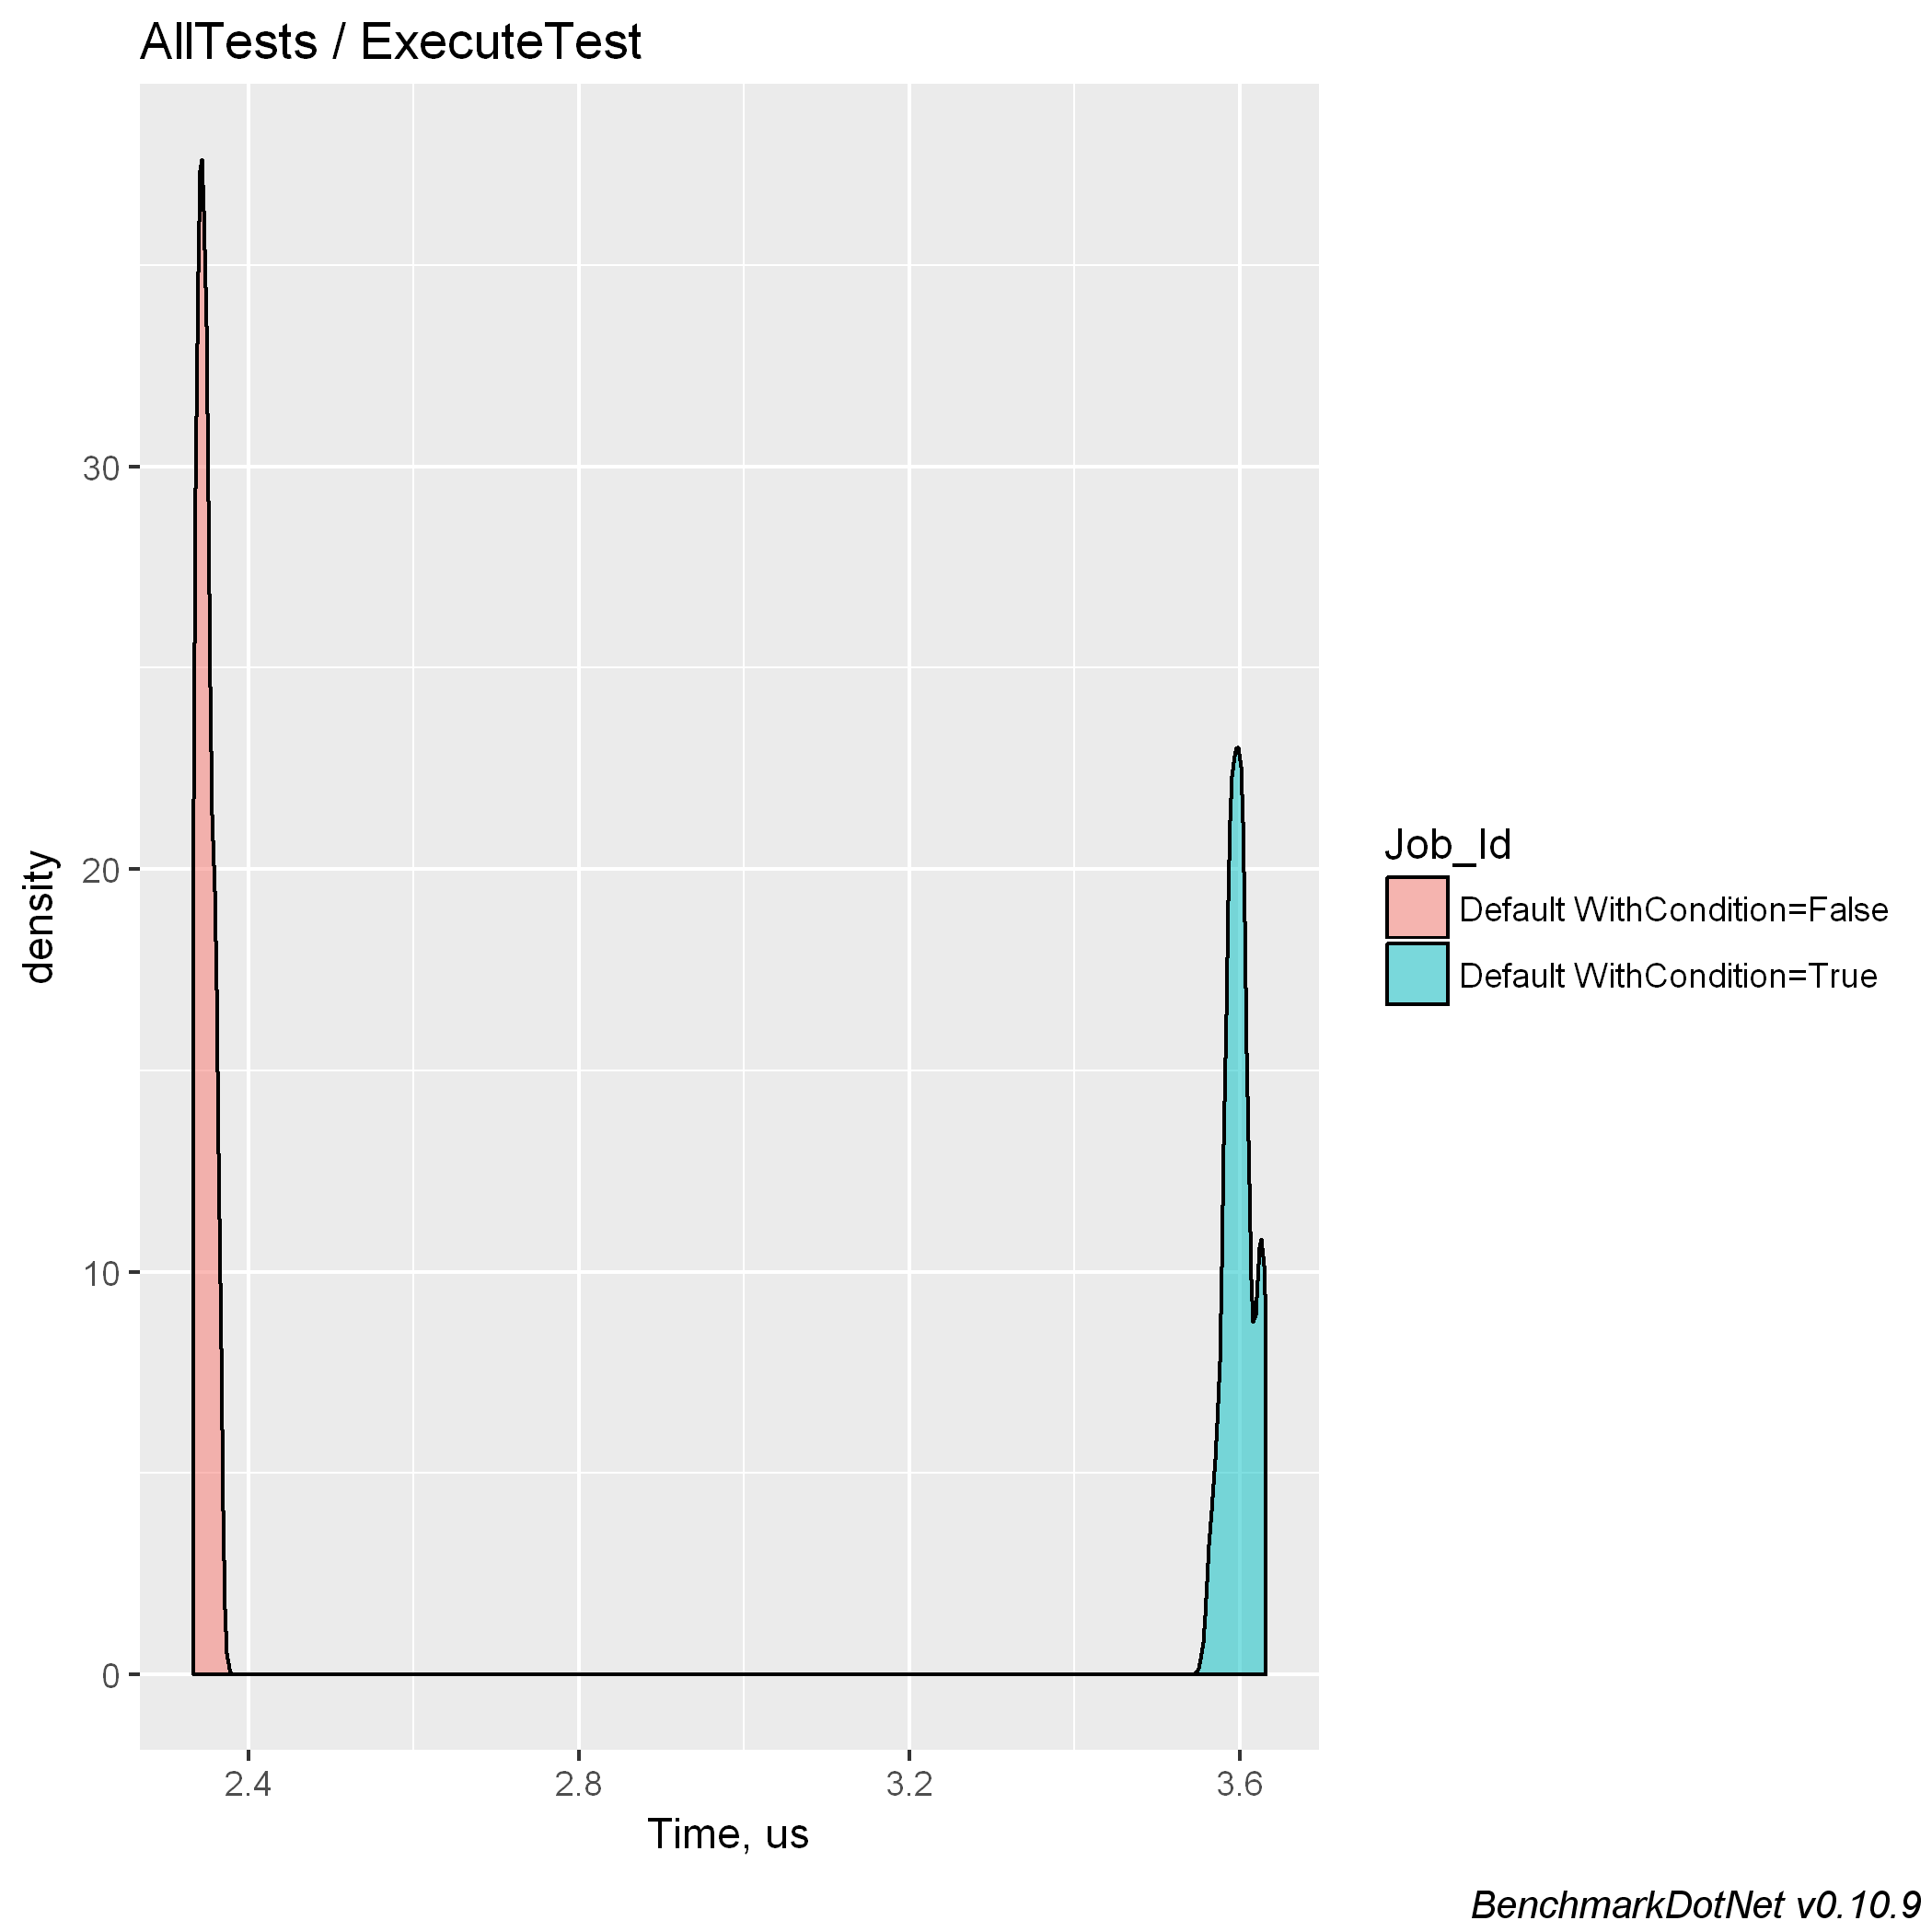 AllTests / ExecuteTest
density
30
20
10
0
2.4 2.8 3.2 3.6
Time, us
Job_Id
Default WithCondition=False
Default WithCondition=True
BenchmarkDotNet v0.10.9